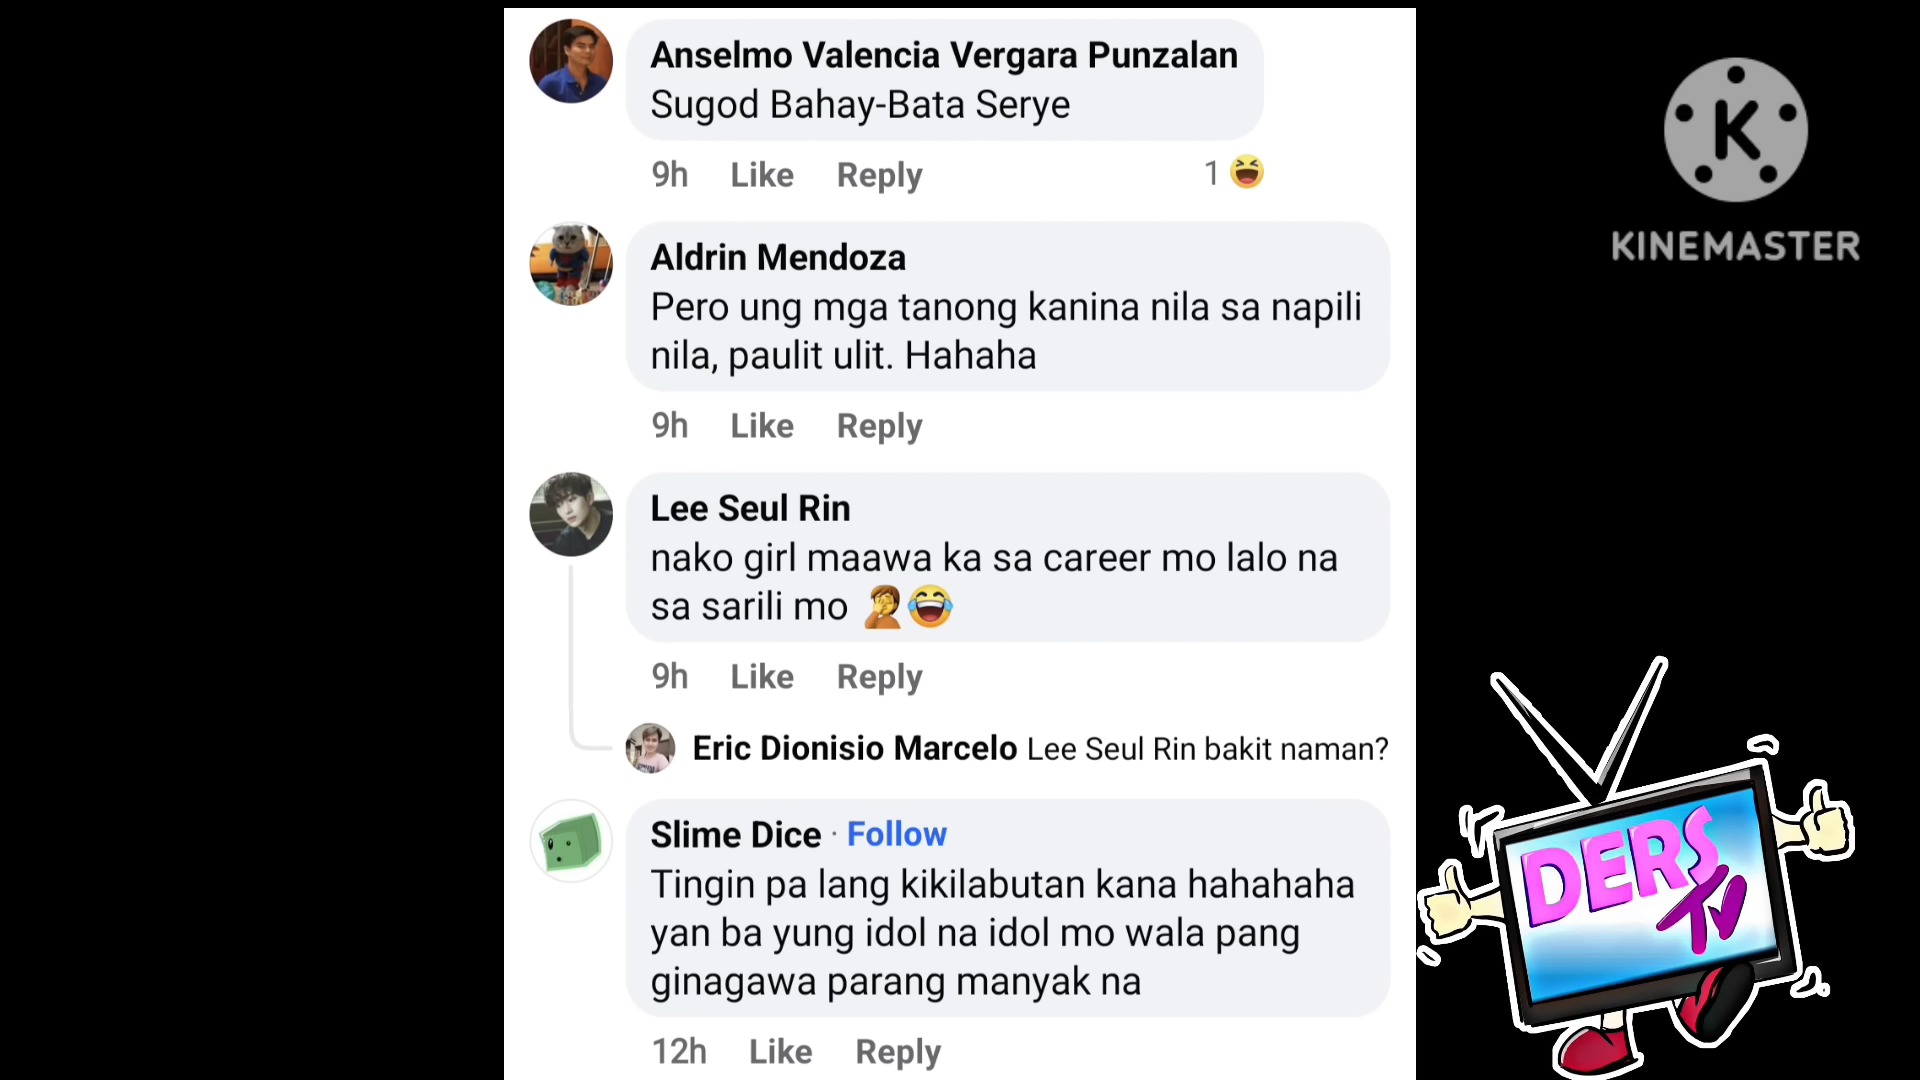 Anselmo Valencia Vergara Punzalan
Sugod Bahay-Bata Serye
9h Like Reply 1 😆
Aldrin Mendoza
Pero ung mga tanong kanina nila sa napili
nila, paulit ulit. Hahaha
9h Like Reply
Lee Seul Rin
nako girl maawa ka sa career mo lalo na
sa sarili mo 🤦😂
9h Like Reply
Eric Dionisio Marcelo Lee Seul Rin bakit naman?
Slime Dice · Follow
Tingin pa lang kikilabutan kana hahahaha
yan ba yung idol na idol mo wala pang
ginagawa parang manyak na
12h Like Reply
K
KINEMASTER
DERS
TV